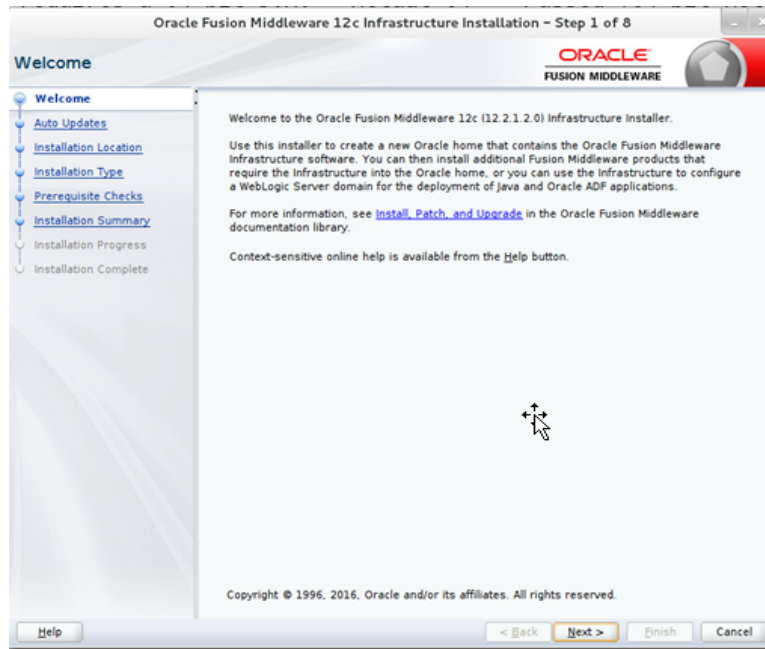 Oracle Fusion Middleware 12c Infrastructure Installation – Step 1 of 8
Welcome
ORACLE
FUSION MIDDLEWARE
Welcome
Auto Updates
Installation Location
Installation Type
Prerequisite Checks
Installation Summary
Installation Progress
Installation Complete
Welcome to the Oracle Fusion Middleware 12c (12.2.1.2.0) Infrastructure Installer.
Use this installer to create a new Oracle home that contains the Oracle Fusion Middleware
Infrastructure software. You can then install additional Fusion Middleware products that
require the Infrastructure into the Oracle home, or you can use the Infrastructure to configure
a WebLogic Server domain for the deployment of Java and Oracle ADF applications.
For more information, see Install, Patch, and Upgrade in the Oracle Fusion Middleware
documentation library.
Context-sensitive online help is available from the Help button.
Copyright © 1996, 2016, Oracle and/or its affiliates. All rights reserved.
Help
< Back
Next >
Finish
Cancel